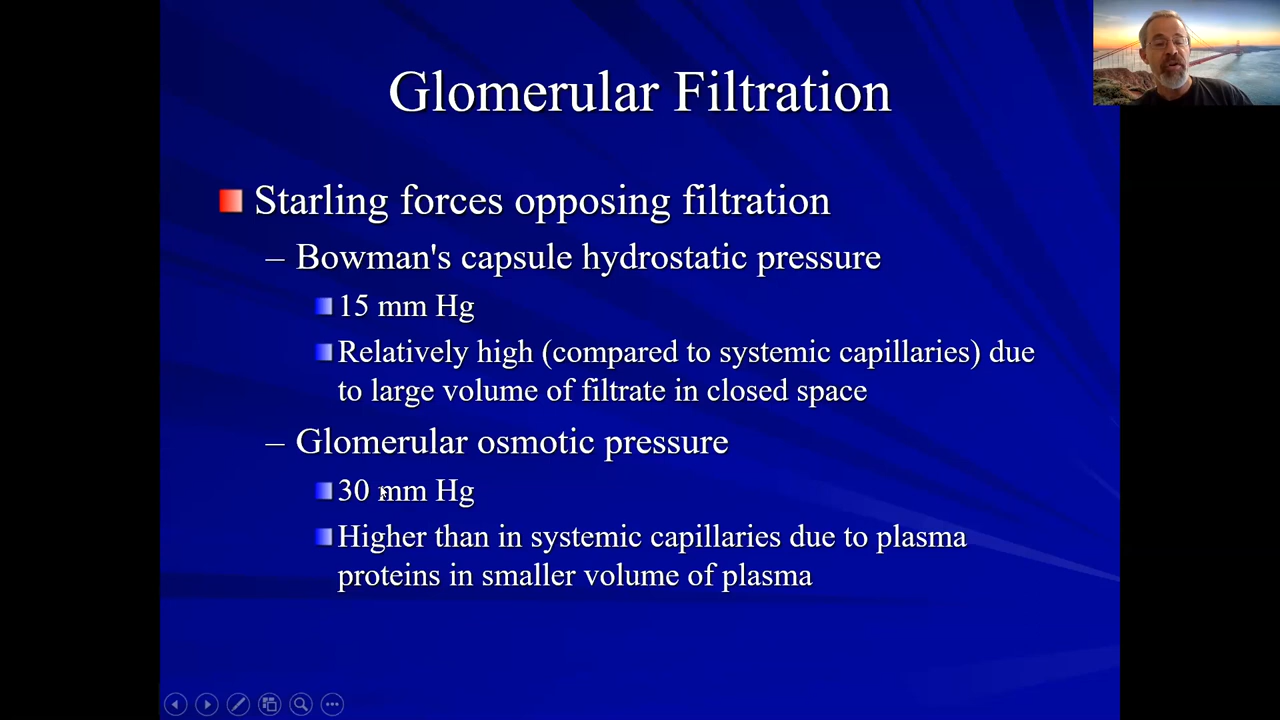 Glomerular Filtration
Starling forces opposing filtration
– Bowman's capsule hydrostatic pressure
15 mm Hg
Relatively high (compared to systemic capillaries) due
to large volume of filtrate in closed space
– Glomerular osmotic pressure
30 mm Hg
Higher than in systemic capillaries due to plasma
proteins in smaller volume of plasma